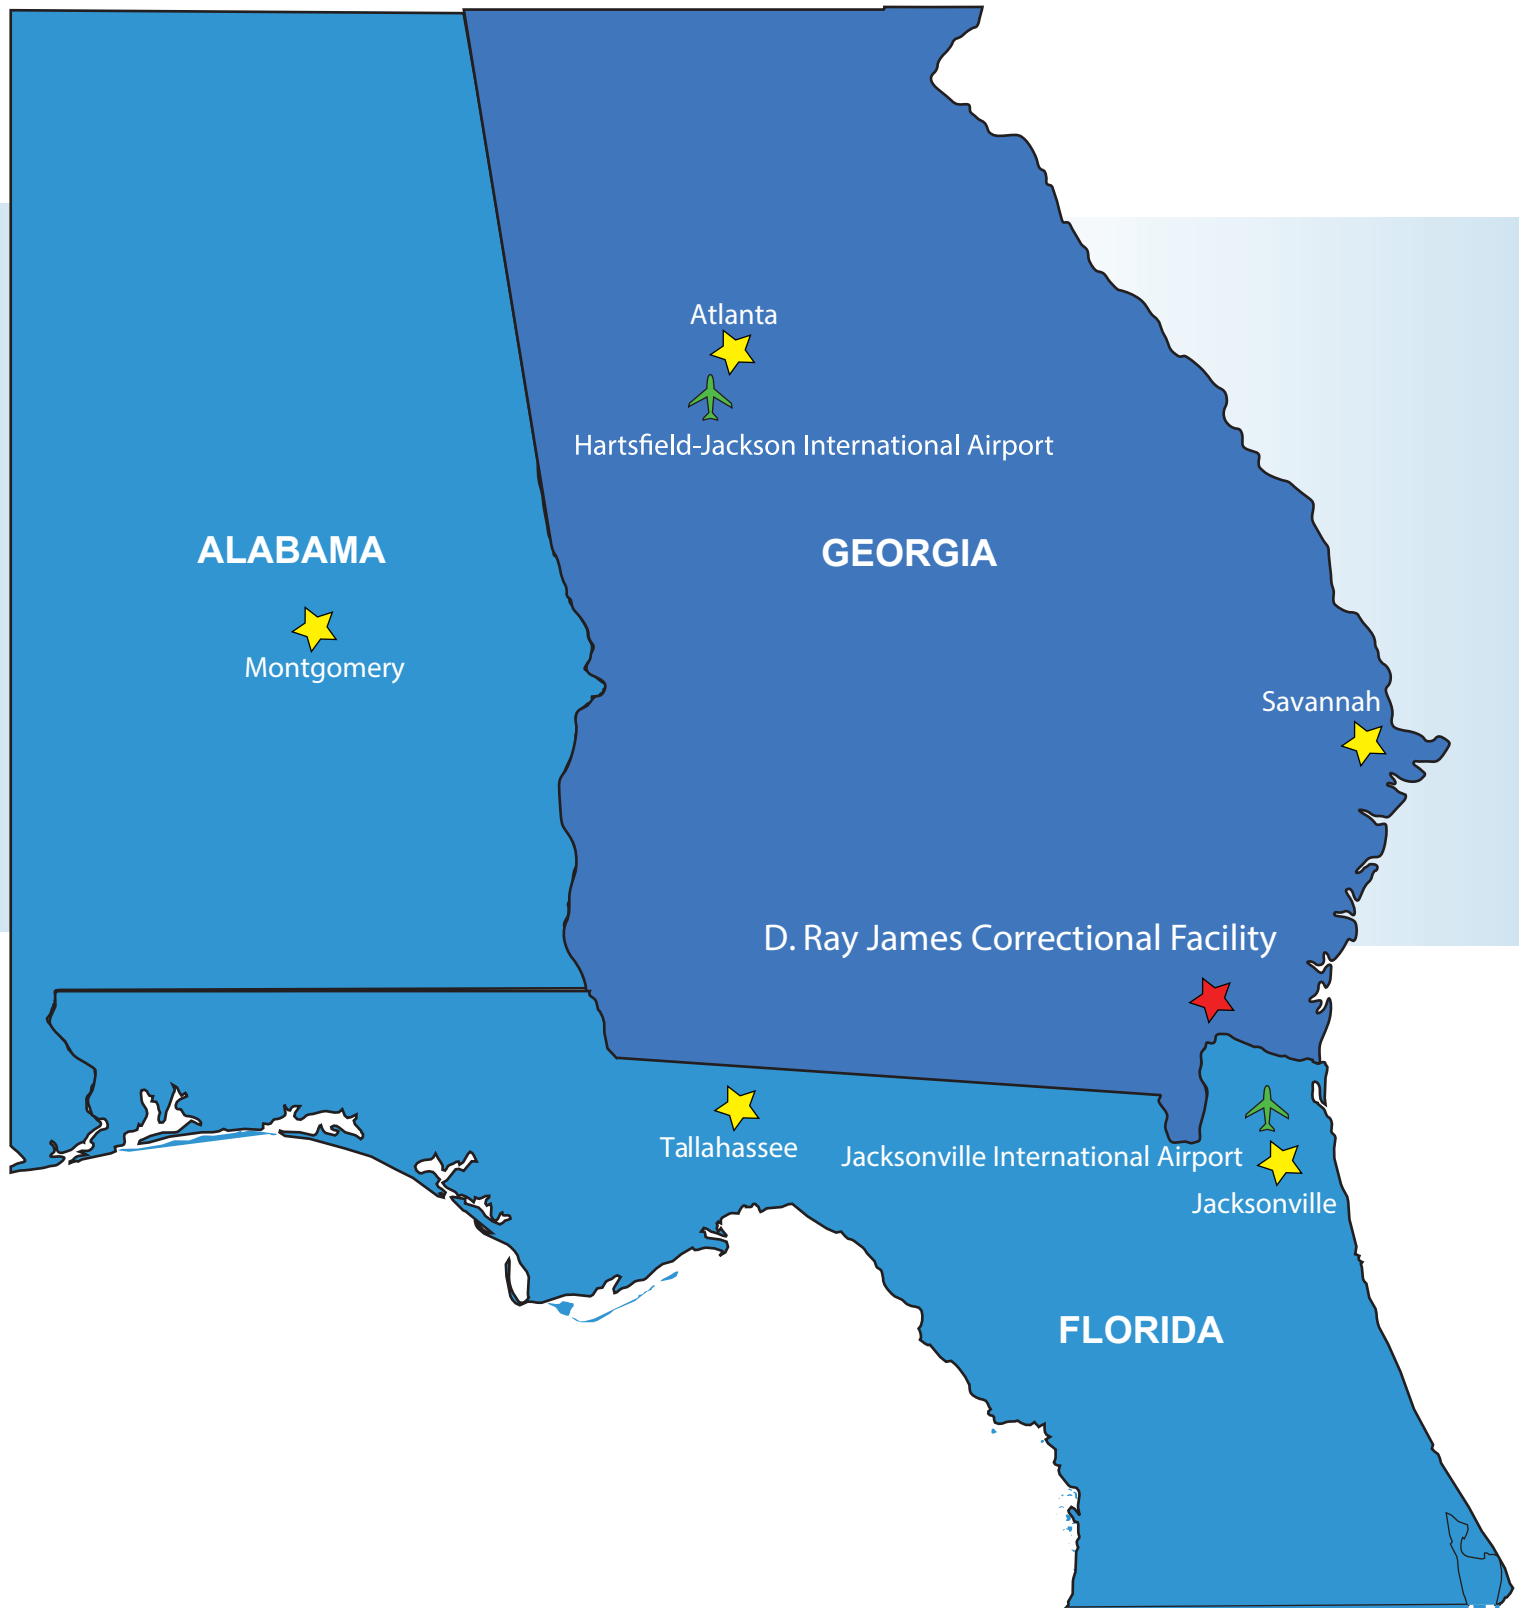 Atlanta
Hartsfield-Jackson International Airport
ALABAMA
GEORGIA
Montgomery
Savannah
D. Ray James Correctional Facility
Tallahassee
Jacksonville International Airport
Jacksonville
FLORIDA